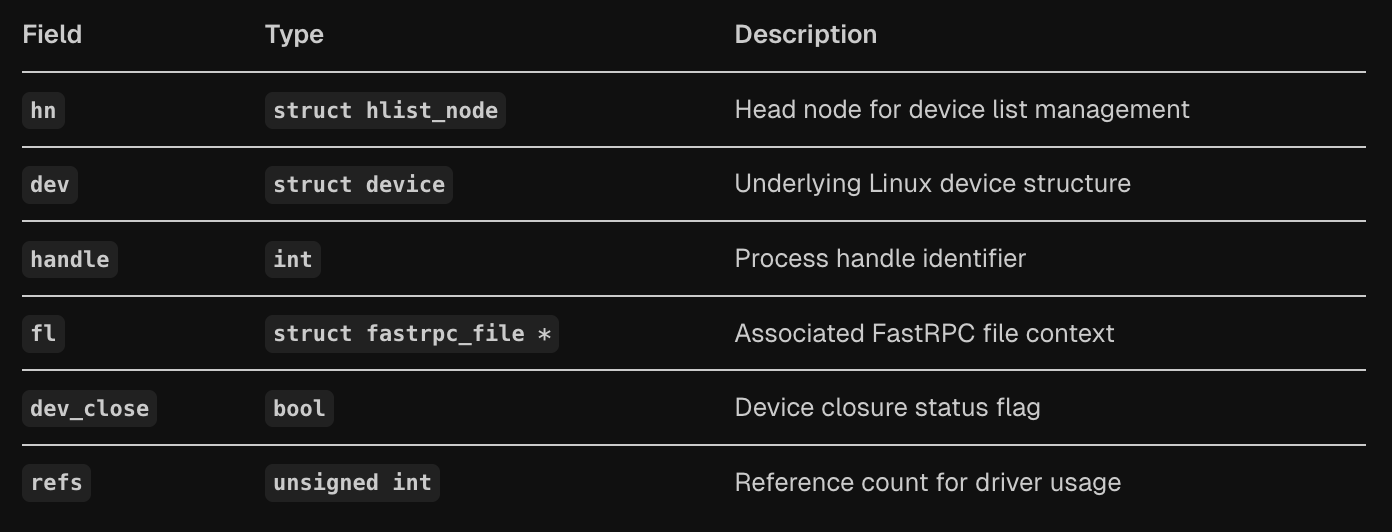 Field Type Description
hn struct hlist_node Head node for device list management
dev struct device Underlying Linux device structure
handle int Process handle identifier
fl struct fastrpc_file * Associated FastRPC file context
dev_close bool Device closure status flag
refs unsigned int Reference count for driver usage